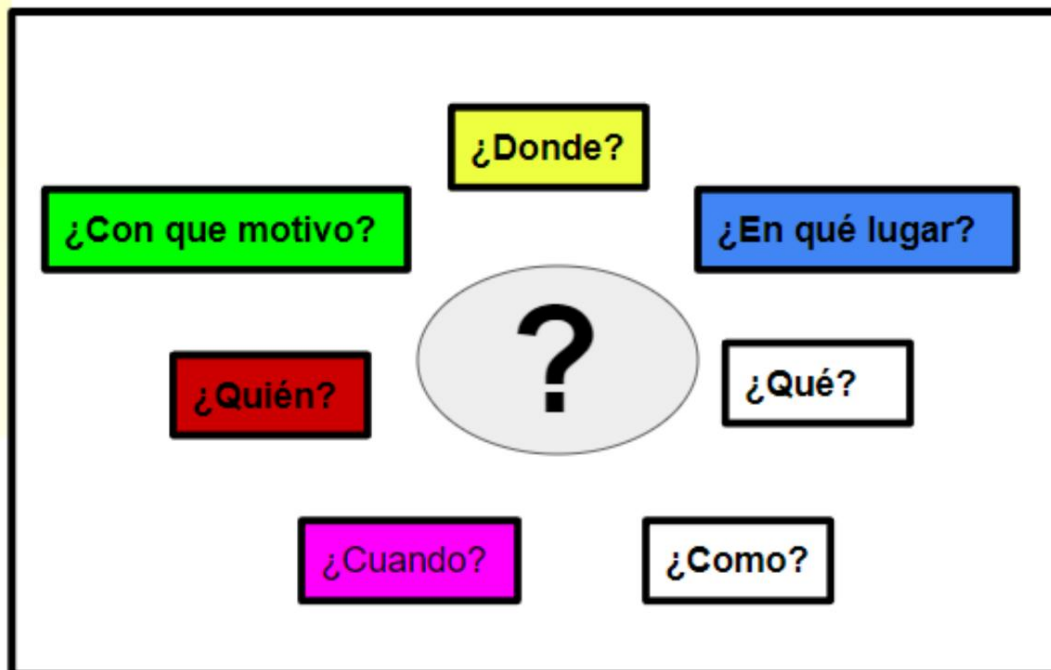 ¿Donde?
¿Con que motivo?
¿En qué lugar?
?
¿Quién?
¿Qué?
¿Cuando?
¿Como?